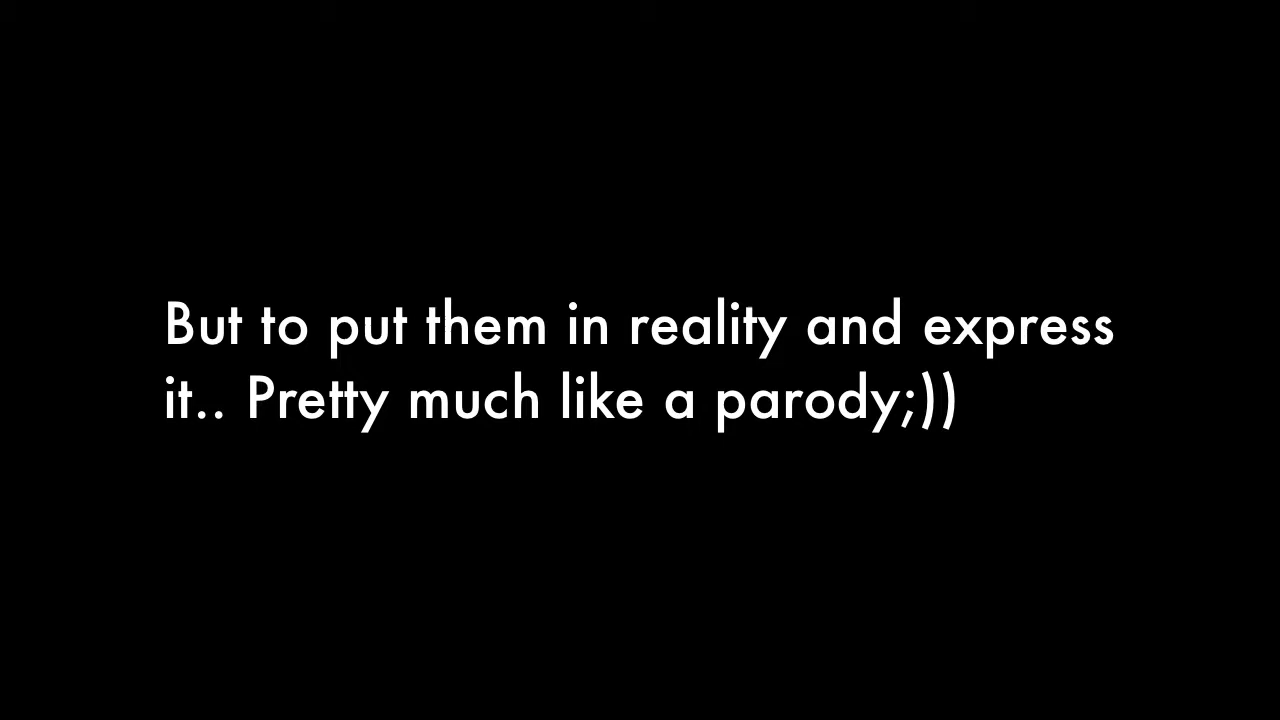 But to put them in reality and express
it.. Pretty much like a parody;))